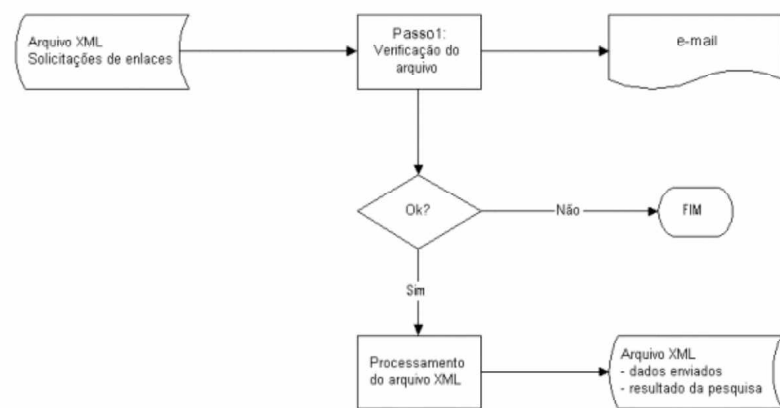 Arquivo XML
Solicitações de enlaces
Passo1:
Verificação do
arquivo
e-mail
Ok?
Não
FIM
Sim
Processamento
do arquivo XML
Arquivo XML
- dados enviados
- resultado da pesquisa